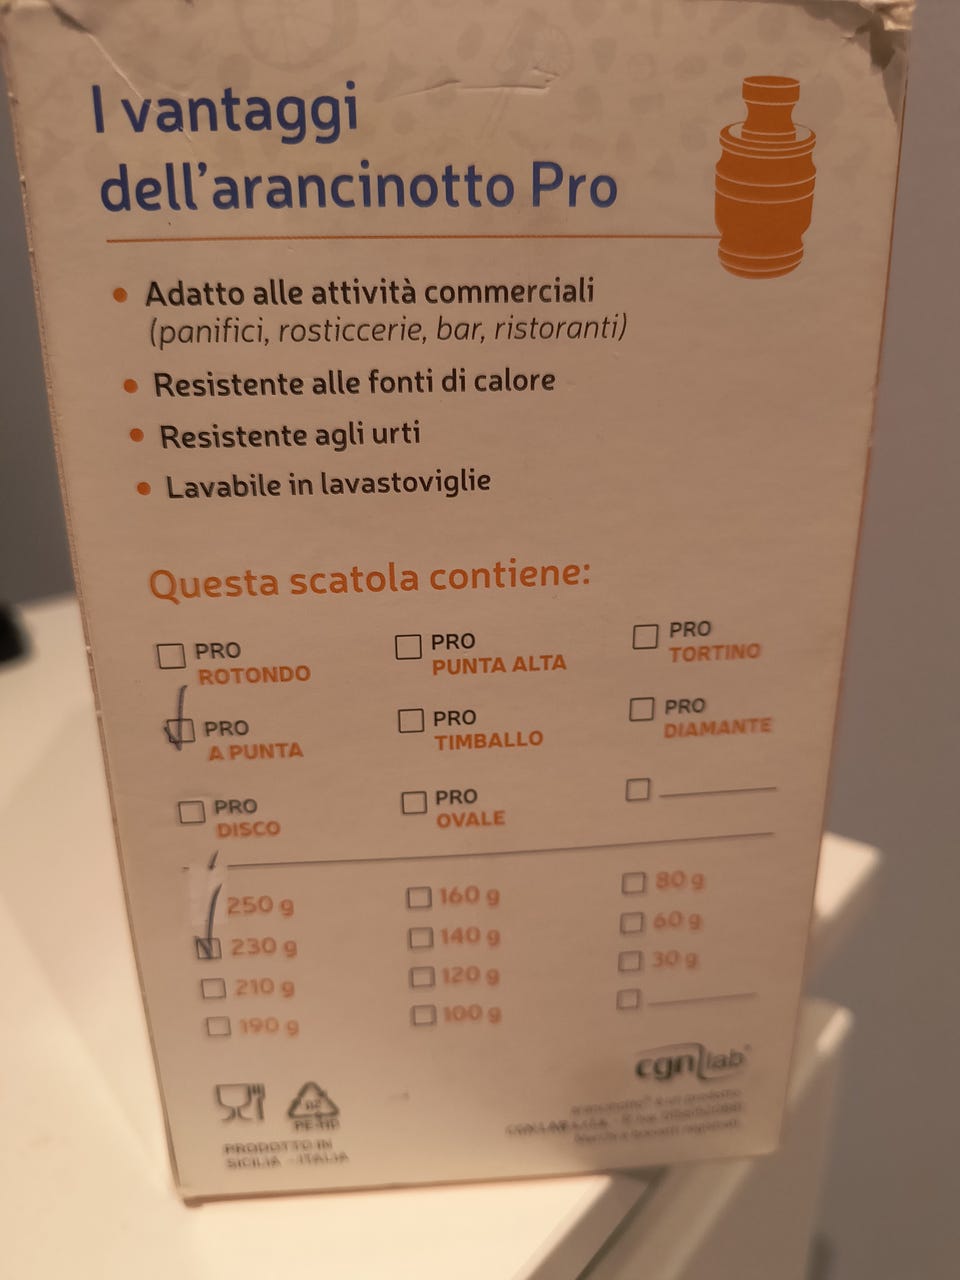 I vantaggi
dell'arancinotto Pro
Adatto alle attività commerciali
(panifici, rosticcerie, bar, ristoranti)
Resistente alle fonti di calore
Resistente agli urti
Lavabile in lavastoviglie
Questa scatola contiene:
PRO
ROTONDO
PRO
PUNTA ALTA
PRO
TORTINO
PRO
A PUNTA
PRO
TIMBALLO
PRO
DIAMANTE
PRO
DISCO
PRO
OVALE
250 g
160 g
80 g
230 g
140 g
60 g
210 g
120 g
30 g
190 g
100 g
cgn lab
PE-HD
PRODOTTO IN
SICILIA - ITALIA